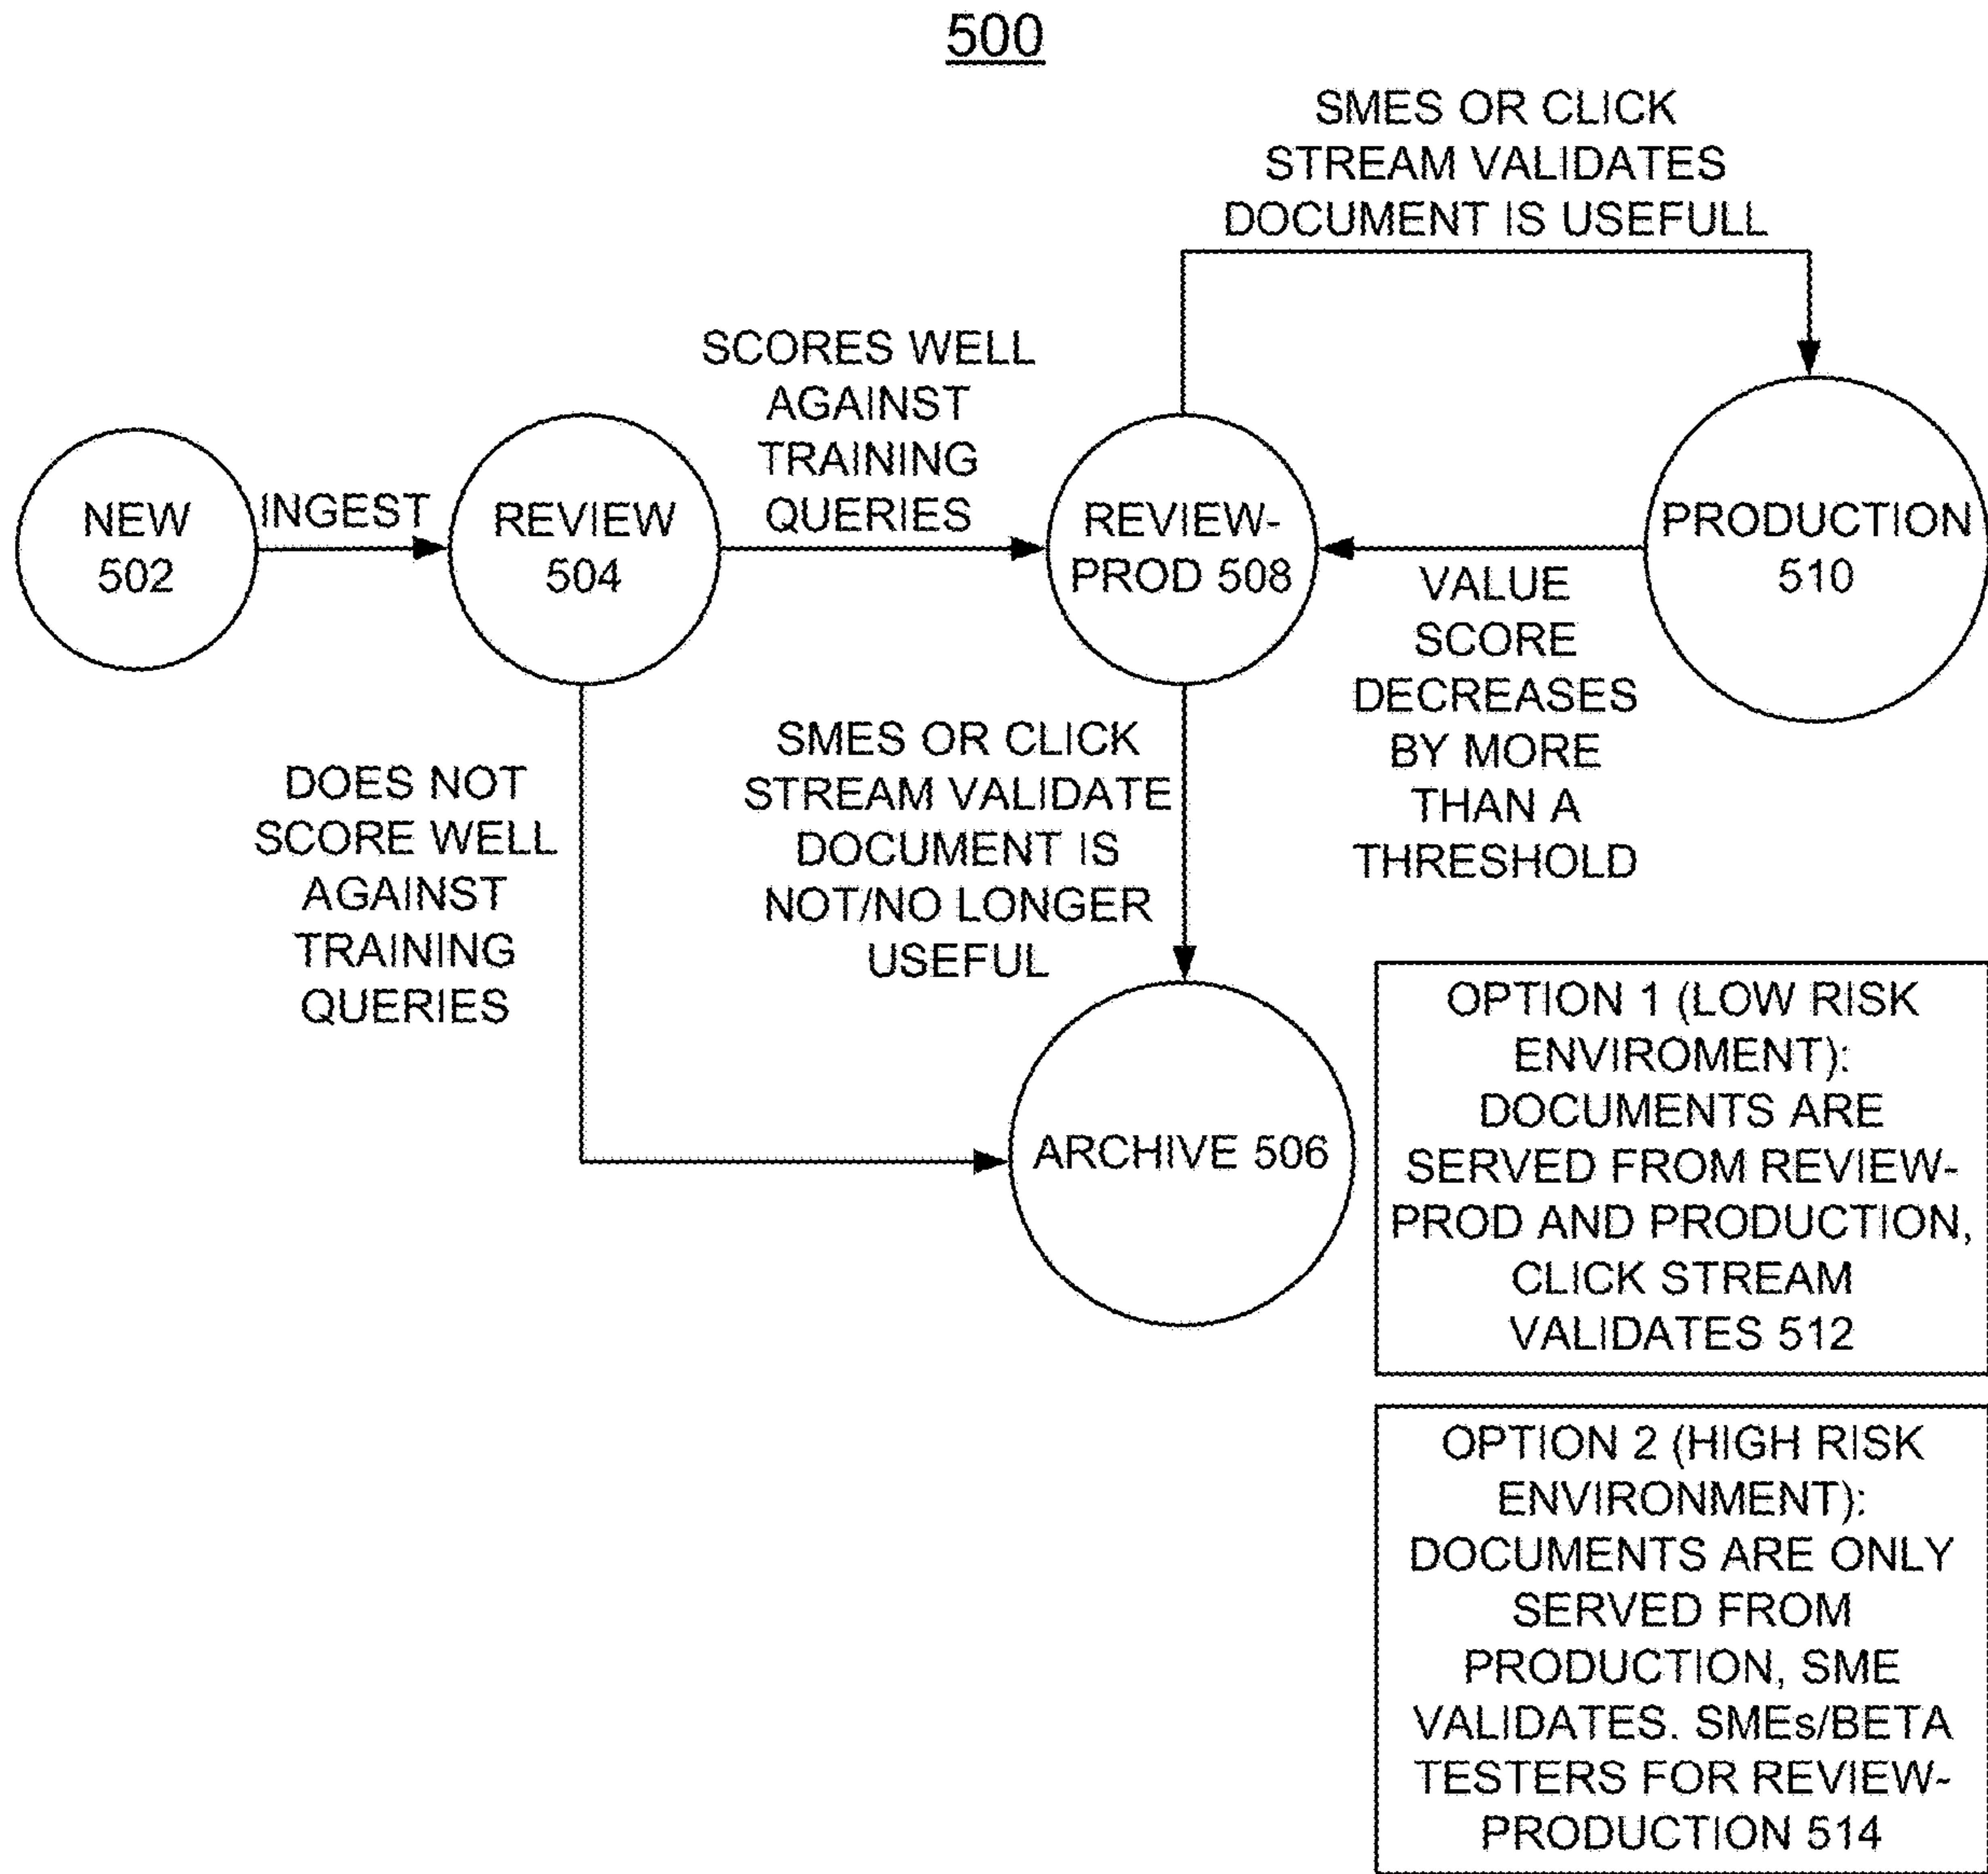 500
SMES OR CLICK
STREAM VALIDATES
DOCUMENT IS USEFULL
SCORES WELL
AGAINST
TRAINING
QUERIES
NEW
502
INGEST
REVIEW
504
REVIEW-
PROD 508
PRODUCTION
510
VALUE
SCORE
DECREASES
BY MORE
THAN A
THRESHOLD
DOES NOT
SCORE WELL
AGAINST
TRAINING
QUERIES
SMES OR CLICK
STREAM VALIDATE
DOCUMENT IS
NOT/NO LONGER
USEFUL
ARCHIVE 506
OPTION 1 (LOW RISK
ENVIROMENT):
DOCUMENTS ARE
SERVED FROM REVIEW-
PROD AND PRODUCTION,
CLICK STREAM
VALIDATES 512
OPTION 2 (HIGH RISK
ENVIRONMENT):
DOCUMENTS ARE ONLY
SERVED FROM
PRODUCTION, SME
VALIDATES. SMEs/BETA
TESTERS FOR REVIEW-
PRODUCTION 514